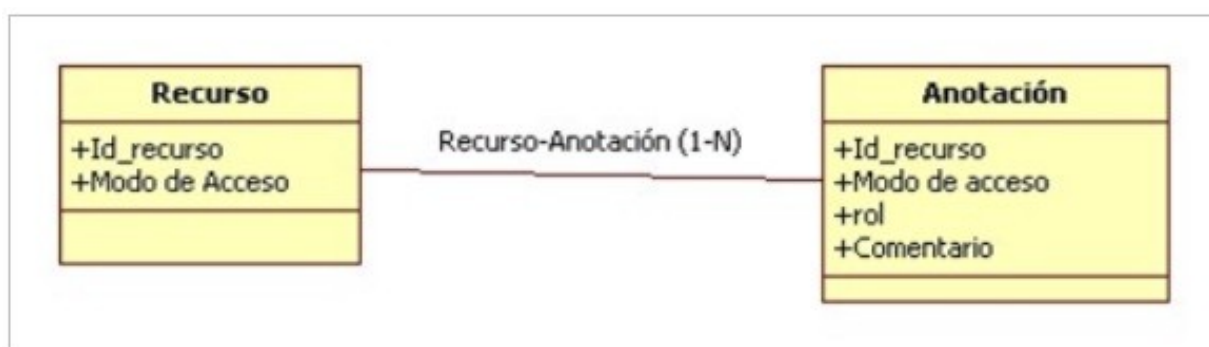 Recurso
+Id_recurso
+Modo de Acceso
Recurso-Anotación (1-N)
Anotación
+Id_recurso
+Modo de acceso
+rol
+Comentario